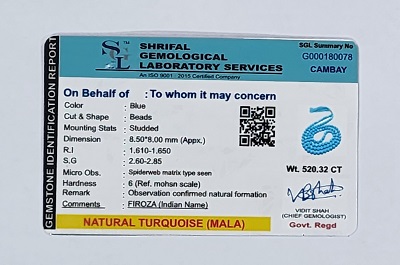 GEMSTONE IDENTIFICATION REPORT
SGL
SHRIFAL
GEMOLOGICAL
LABORATORY SERVICES
An ISO 9001 - 2015 Certified Company
SGL Summary No
G000180078
CAMBAY
On Behalf of : To whom it may concern
Color : Blue
Cut & Shape : Beads
Mounting Stats : Studded
Dimension : 8.50*8.00 mm (Appx.)
R.I : 1.610-1.650
S.G : 2.60-2.85
Micro Obs. : Spiderweb matrix type seen
Hardness : 6 (Ref. mohsn scale)
Remark : Observation confirmed natural formation
Comments : FIROZA (Indian Name)
Wt. 520.32 CT
VIDIT SHAH
(CHIEF GEMOLOGIST)
Govt. Regd
NATURAL TURQUOISE (MALA)